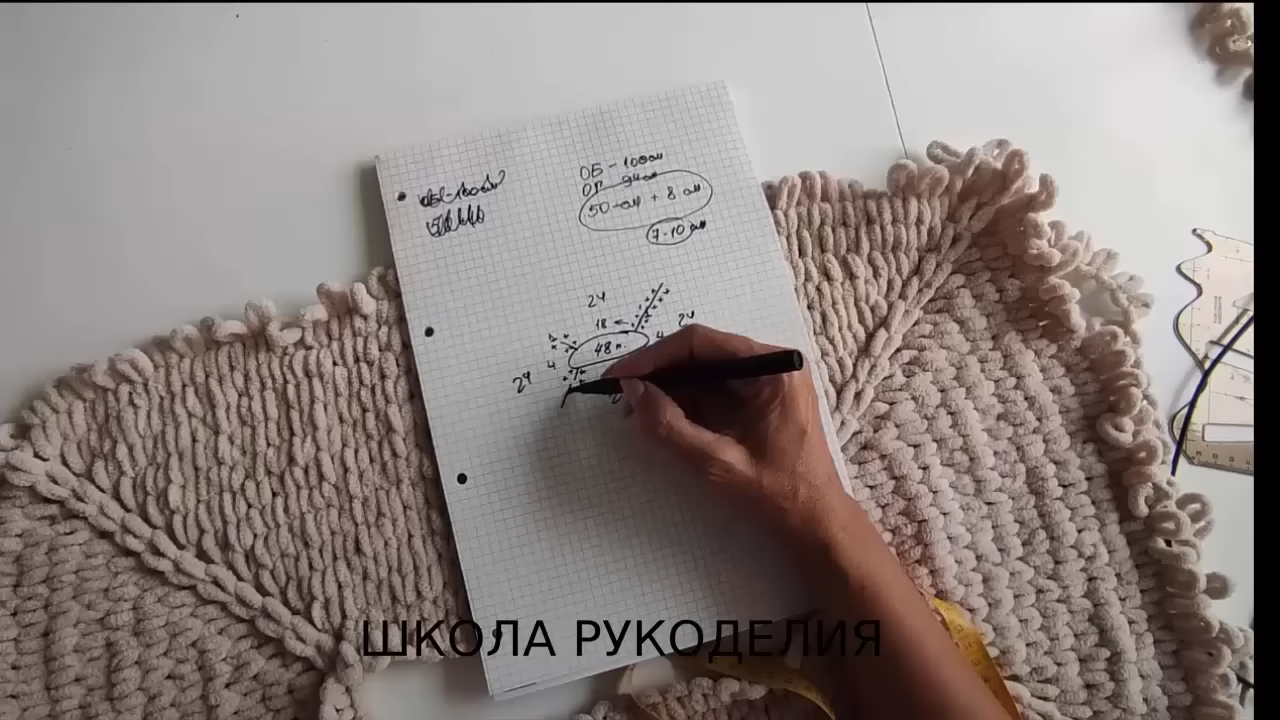 ОБ - 100см
ОР - 94см
50-см + 8 см
7-10 см
24
18
24
4
48 п.
4
24
ШКОЛА РУКОДЕЛИЯ